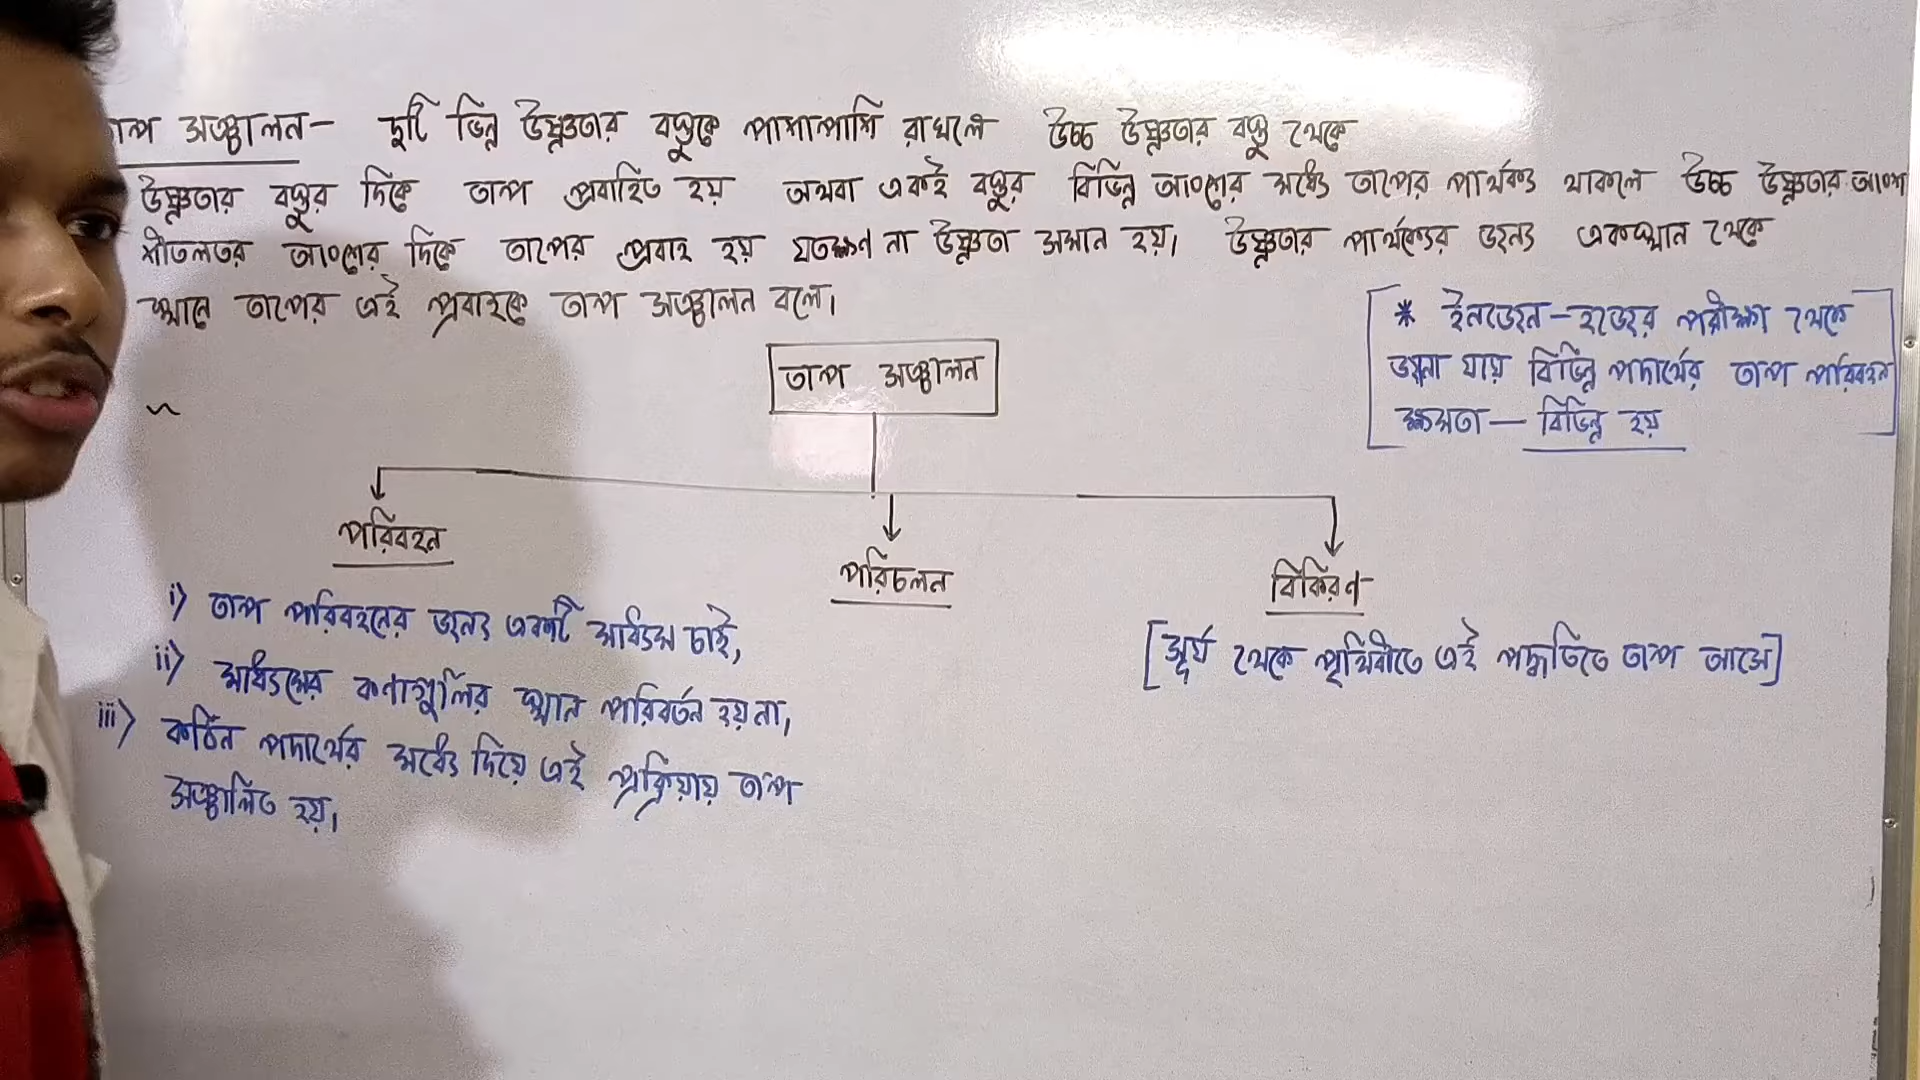 তাপ সঞ্চালন - দুটি ভিন্ন উষ্ণতার বস্তুকে পাশাপাশি রাখলে উচ্চ উষ্ণতার বস্তু থেকে
উষ্ণতার বস্তুর দিকে তাপ প্রবাহিত হয় অথবা একই বস্তুর বিভিন্ন অংশের মধ্যে তাপের পার্থক্য থাকলে উচ্চ উষ্ণতার অংশ
শীতলতর অংশের দিকে তাপের প্রবাহ হয় যতক্ষণ না উষ্ণতা সমান হয়। উষ্ণতার পার্থক্যের জন্য একস্থান থেকে
স্থানে তাপের এই প্রবাহকে তাপ সঞ্চালন বলে।
* ইনজেন-হজের পরীক্ষা থেকে
জানা যায় বিভিন্ন পদার্থের তাপ পরিবহন
ক্ষমতা — বিভিন্ন হয়
তাপ সঞ্চালন
পরিবহন
পরিচলন
বিকিরণ
i) তাপ পরিবহনের জন্য একটি মাধ্যম চাই,
ii) মাধ্যমের কণাগুলির স্থান পরিবর্তন হয় না,
iii) কঠিন পদার্থের মধ্যে দিয়ে এই প্রক্রিয়ায় তাপ
সঞ্চালিত হয়।
[সূর্য থেকে পৃথিবীতে এই পদ্ধতিতে তাপ আসে]